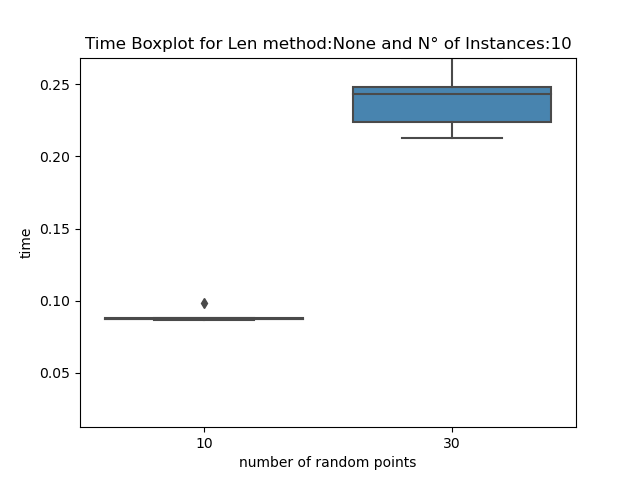 Time Boxplot for Len method:None and N° of Instances:10
0.25
0.20
0.15
0.10
0.05
time
10 30
number of random points